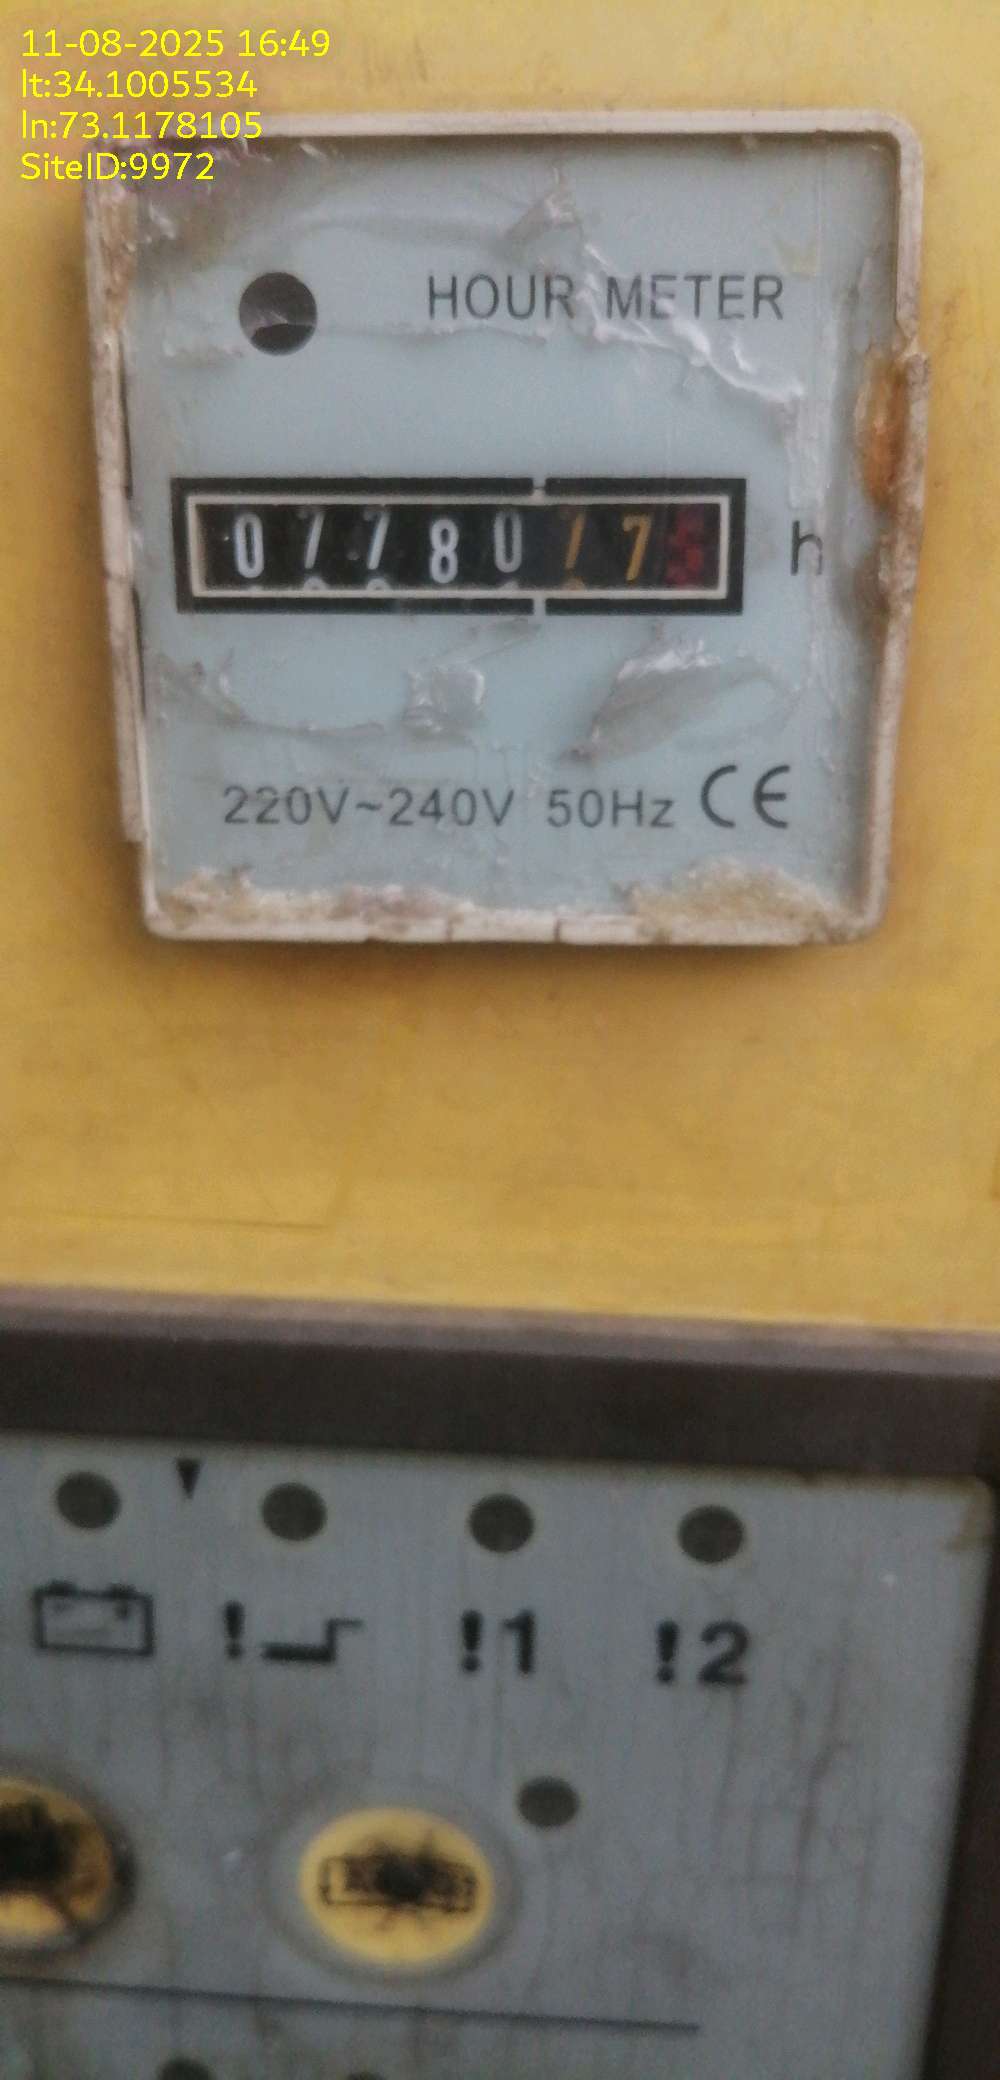 11-08-2025 16:49
lt:34.1005534
ln:73.1178105
SiteID:9972
HOUR METER
0778077
h
220V~240V 50Hz CE
!
!1
!2